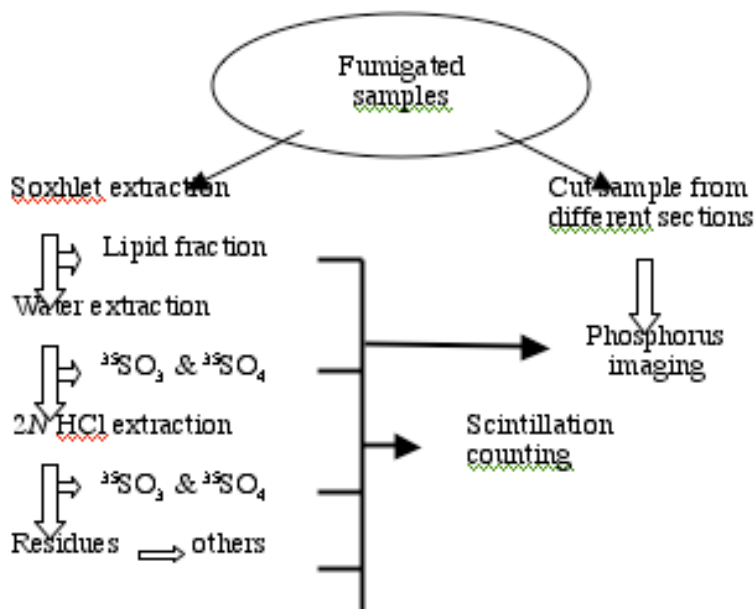 Fumigated
samples
Soxhlet extraction
Cut sample from
different sections
Lipid fraction
Water extraction
Phosphorus
imaging
³⁵SO₃ & ³⁵SO₄
2N HCl extraction
Scintillation
counting
³⁵SO₃ & ³⁵SO₄
Residues
others